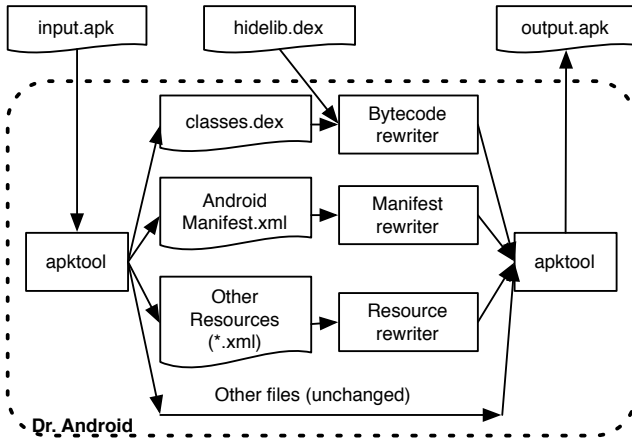 input.apk
hidelib.dex
output.apk
classes.dex
Bytecode
rewriter
Android
Manifest.xml
Manifest
rewriter
apktool
apktool
Other
Resources
(*.xml)
Resource
rewriter
Other files (unchanged)
Dr. Android